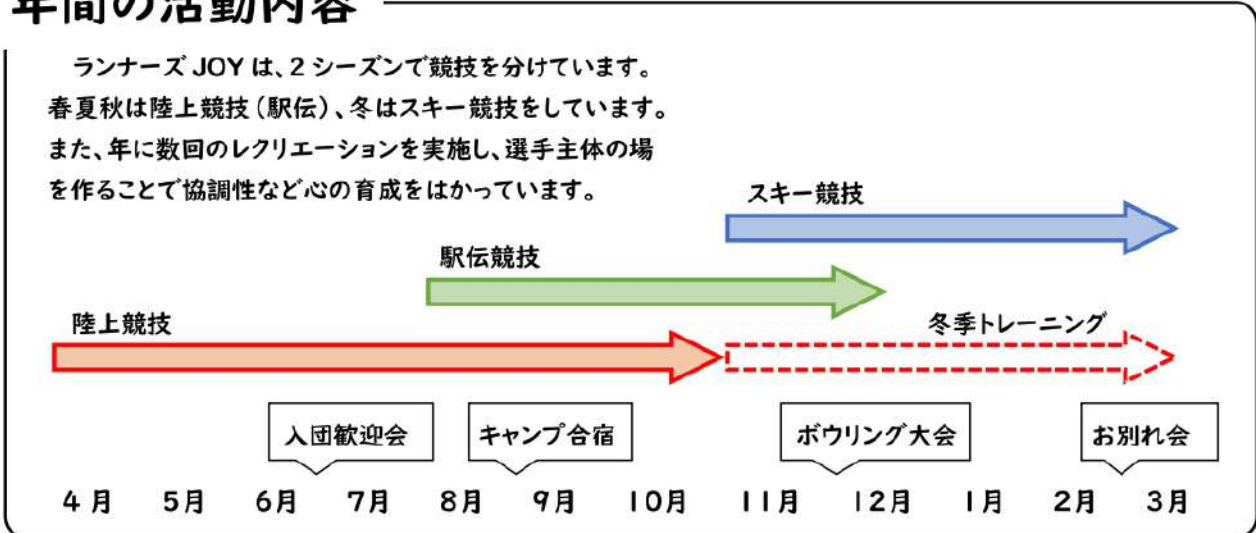 年間の活動内容
ランナーズ JOY は、2 シーズンで競技を分けています。
春夏秋は陸上競技（駅伝）、冬はスキー競技をしています。
また、年に数回のレクリエーションを実施し、選手主体の場
を作ることで協調性など心の育成をはかっています。
スキー競技
駅伝競技
陸上競技
冬季トレーニング
入団歓迎会
キャンプ合宿
ボウリング大会
お別れ会
4月 5月 6月 7月 8月 9月 10月 11月 12月 1月 2月 3月